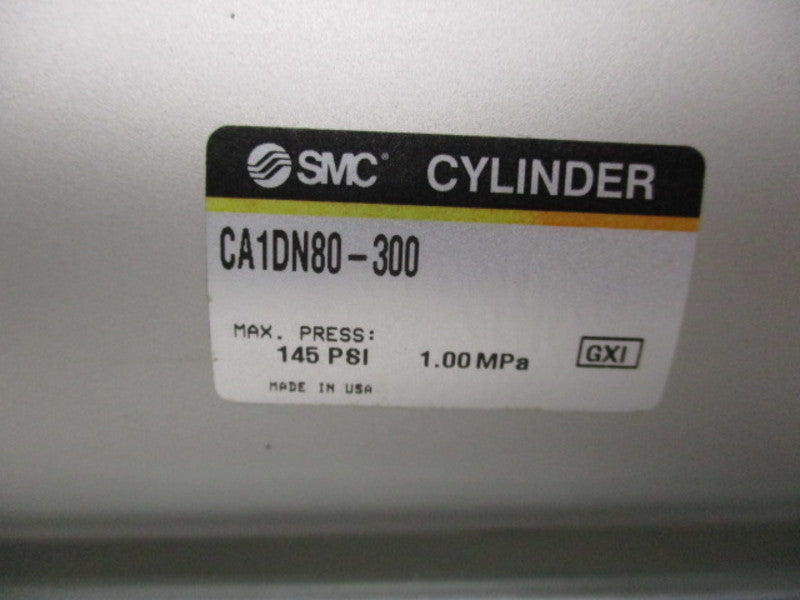 SMC® CYLINDER
CA1DN80-300
MAX. PRESS:
145 PSI 1.00 MPa GXI
MADE IN USA